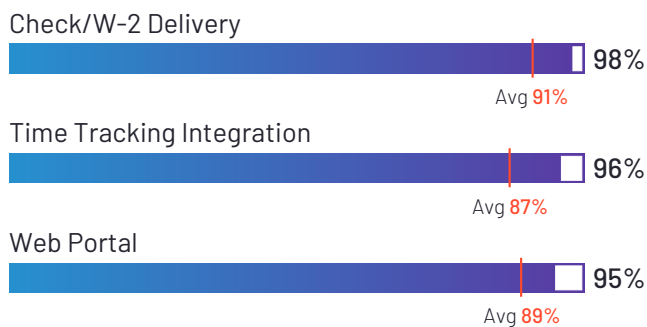 Check/W-2 Delivery
98%
Avg 91%
Time Tracking Integration
96%
Avg 87%
Web Portal
95%
Avg 89%